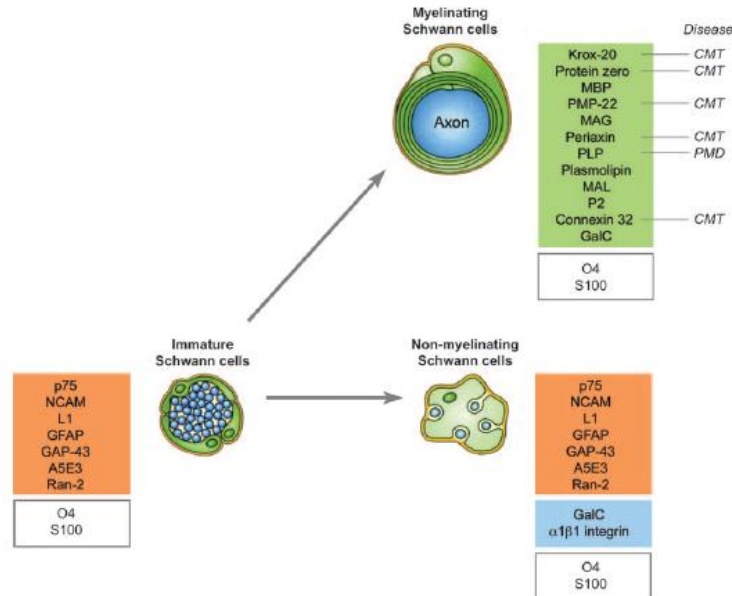 Myelinating
Schwann cells
Disease
Axon
Krox-20 CMT
Protein zero CMT
MBP
PMP-22 CMT
MAG
Periaxin CMT
PLP PMD
Plasmolipin
MAL
P2
Connexin 32 CMT
GalC
O4
S100
Immature
Schwann cells
Non-myelinating
Schwann cells
p75
NCAM
L1
GFAP
GAP-43
A5E3
Ran-2
O4
S100
p75
NCAM
L1
GFAP
GAP-43
A5E3
Ran-2
GalC
α1β1 integrin
O4
S100